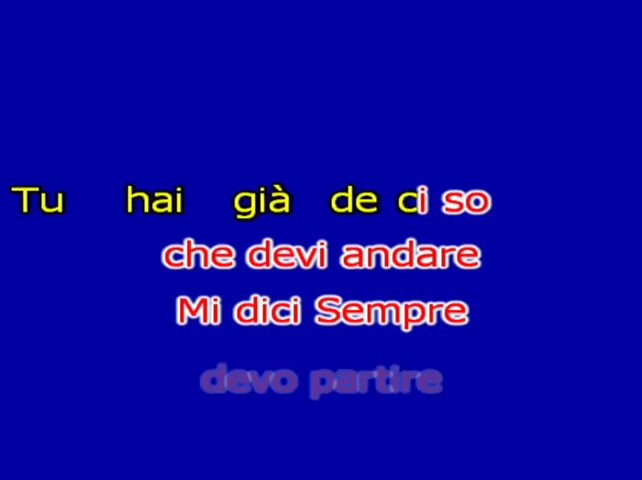 Tu hai già de ci so
che devi andare
Mi dici Sempre
devo partire